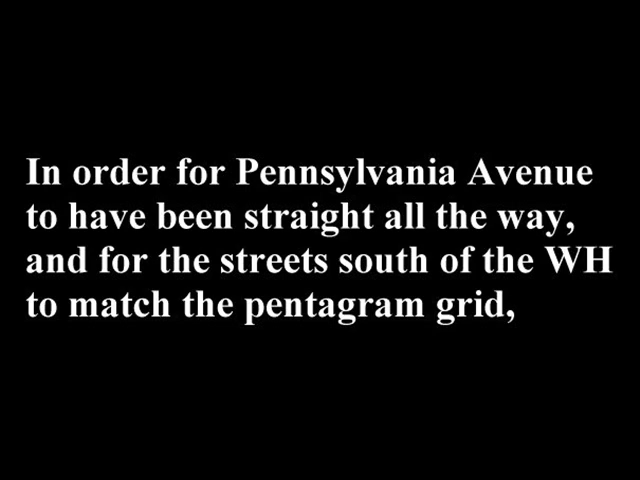 In order for Pennsylvania Avenue
to have been straight all the way,
and for the streets south of the WH
to match the pentagram grid,